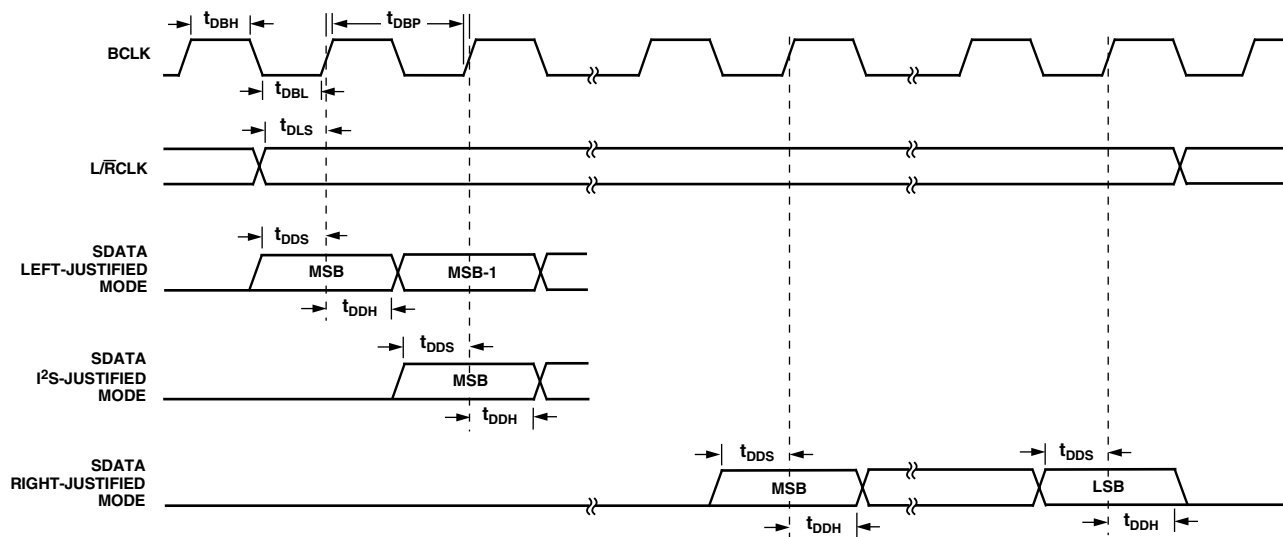 tDBH
tDBP
BCLK
tDBL
tDLS
L/R̅CLK
tDDS
SDATA
LEFT-JUSTIFIED
MODE
MSB
MSB-1
tDDH
tDDS
SDATA
I²S-JUSTIFIED
MODE
MSB
tDDH
tDDS
tDDS
SDATA
RIGHT-JUSTIFIED
MODE
MSB
LSB
tDDH
tDDH